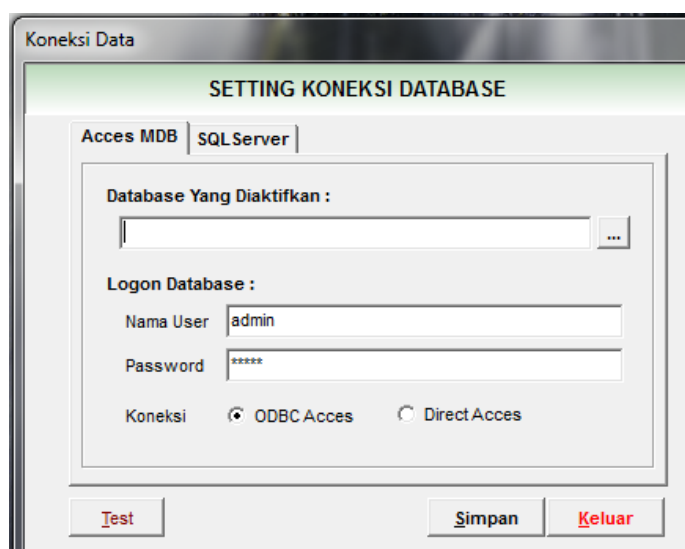 Koneksi Data
SETTING KONEKSI DATABASE
Acces MDB SQLServer
Database Yang Diaktifkan :
...
Logon Database :
Nama User admin
Password *****
Koneksi ODBC Acces Direct Acces
Test Simpan Keluar